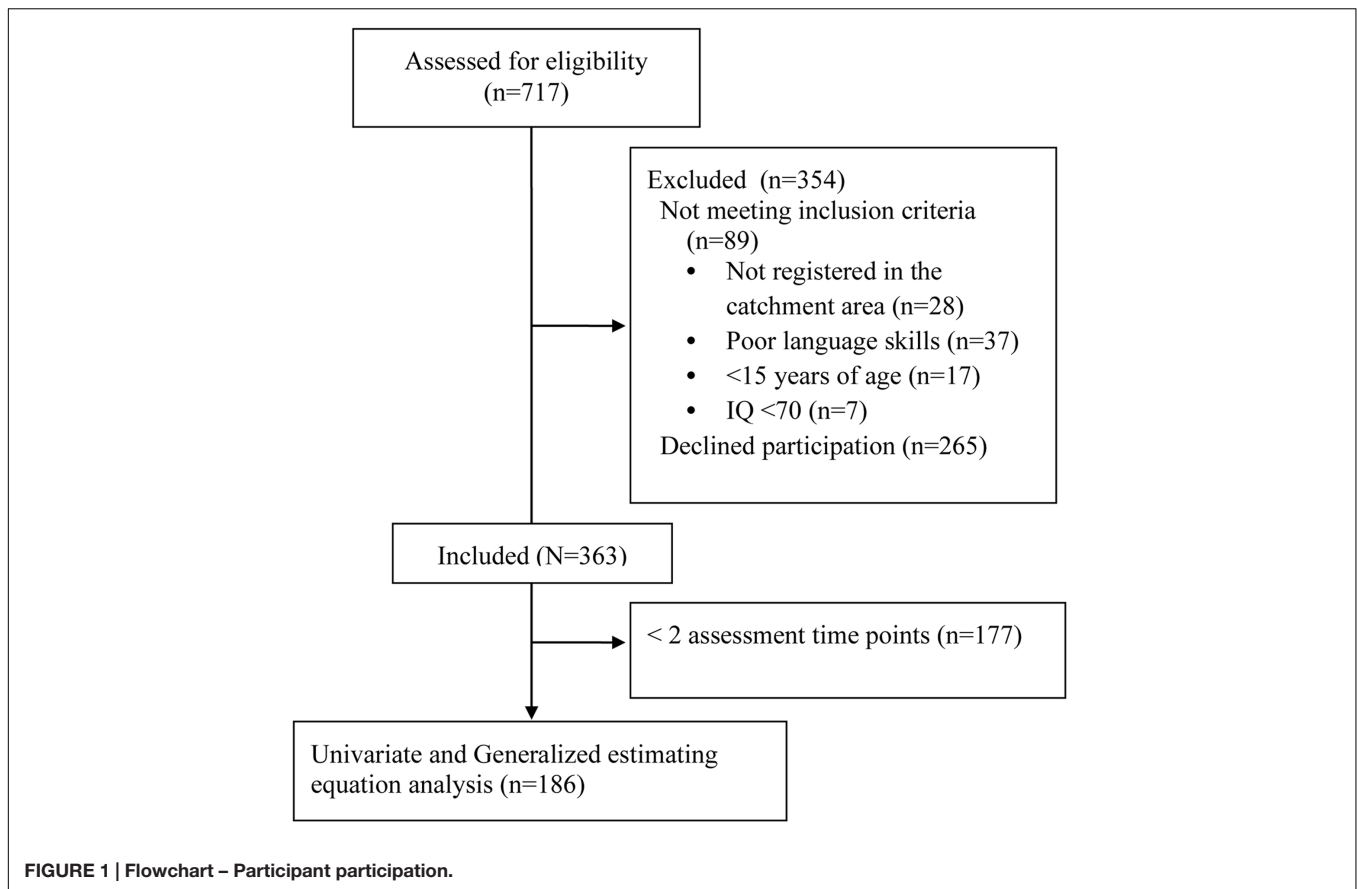 Assessed for eligibility
(n=717)
Excluded (n=354)
Not meeting inclusion criteria
(n=89)
• Not registered in the
catchment area (n=28)
• Poor language skills (n=37)
• <15 years of age (n=17)
• IQ <70 (n=7)
Declined participation (n=265)
Included (N=363)
< 2 assessment time points (n=177)
Univariate and Generalized estimating
equation analysis (n=186)
FIGURE 1 | Flowchart – Participant participation.